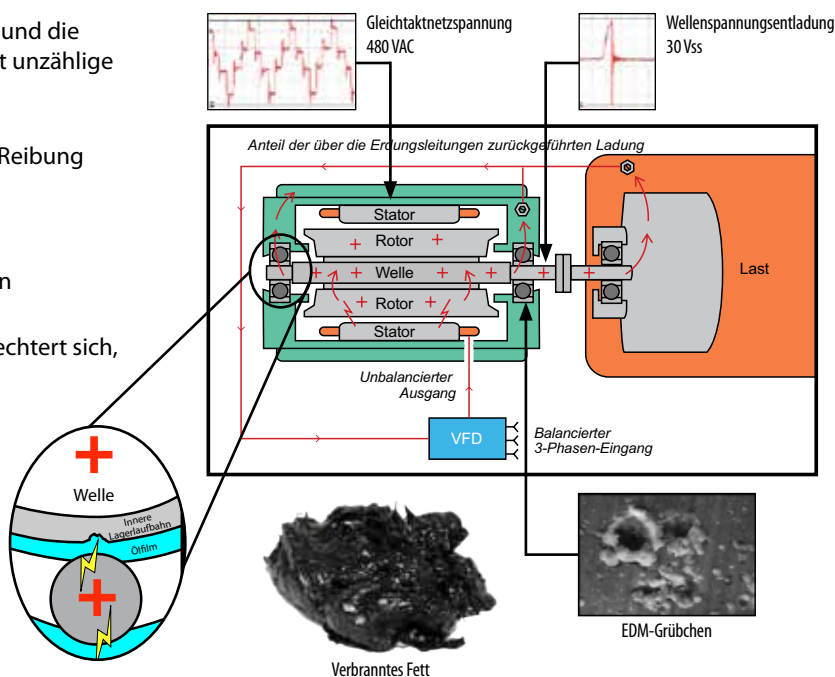 und die
t unzählige
Reibung
n
echtert sich,
Gleichtaktnetzspannung
480 VAC
Wellenspannungsentladung
30 Vss
Anteil der über die Erdungsleitungen zurückgeführten Ladung
Stator
Rotor
Welle
Rotor
Stator
Last
Unbalancierter
Ausgang
VFD
Balancierter
3-Phasen-Eingang
Welle
Innere
Lagerlaufbahn
Ölfilm
Verbranntes Fett
EDM-Grübchen